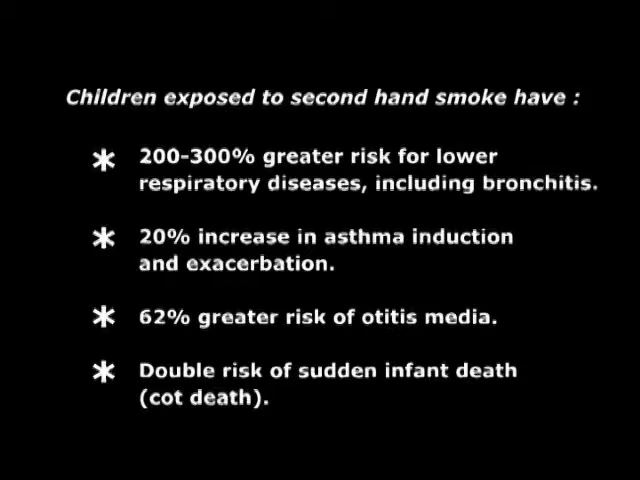 Children exposed to second hand smoke have :
* 200-300% greater risk for lower
respiratory diseases, including bronchitis.
* 20% increase in asthma induction
and exacerbation.
* 62% greater risk of otitis media.
* Double risk of sudden infant death
(cot death).